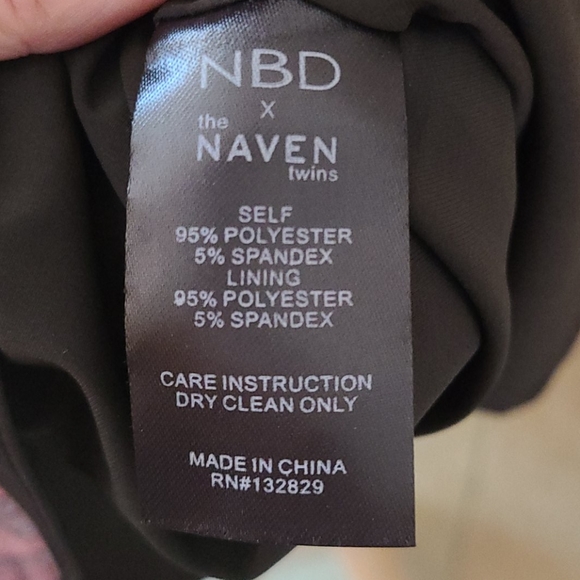 NBD
X
the
NAVEN
twins
SELF
95% POLYESTER
5% SPANDEX
LINING
95% POLYESTER
5% SPANDEX
CARE INSTRUCTION
DRY CLEAN ONLY
MADE IN CHINA
RN#132829